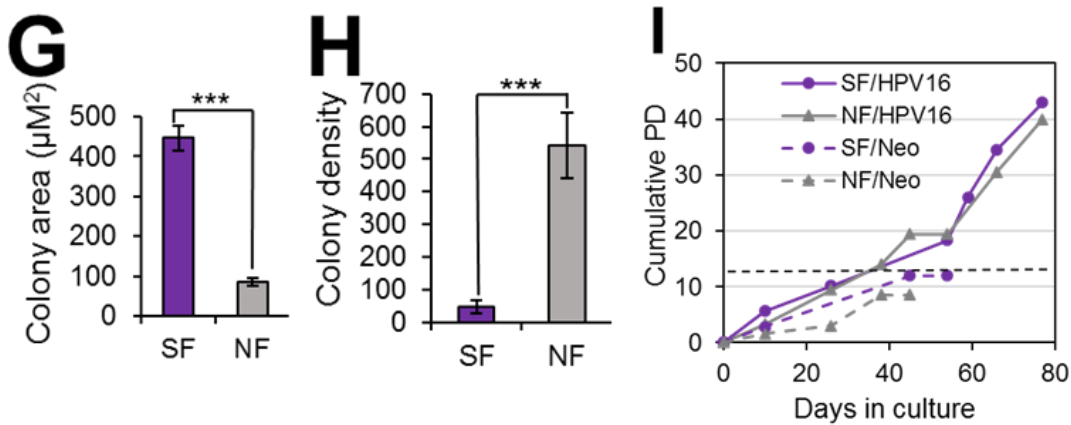 G
Colony area (µM²)
500
400
300
200
100
0
***
SF NF
H
Colony density
700
600
500
400
300
200
100
0
***
SF NF
I
Cumulative PD
50
40
30
20
10
0
SF/HPV16
NF/HPV16
SF/Neo
NF/Neo
0 20 40 60 80
Days in culture